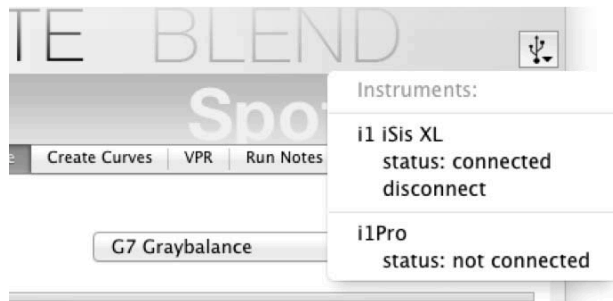 TE BLEND
Instruments:
Spot
i1 iSis XL
status: connected
Create Curves VPR Run Notes
disconnect
i1Pro
G7 Graybalance
status: not connected